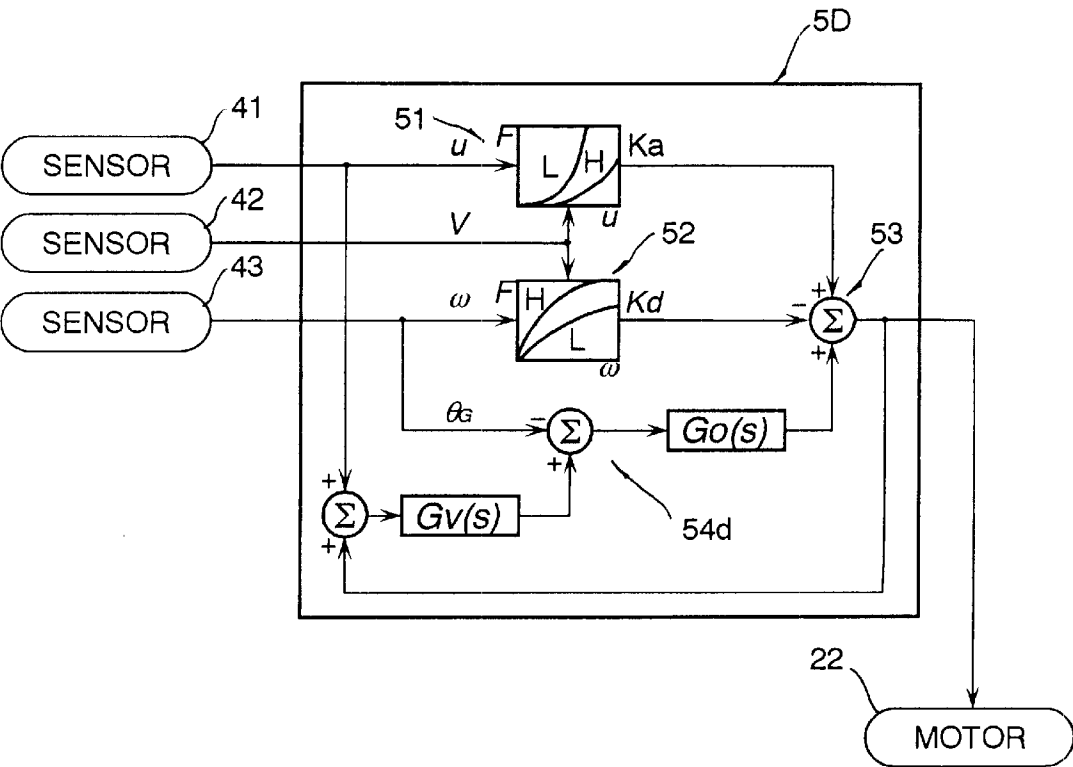 5D
41
51
F
u
Ka
SENSOR
L
H
u
42
V
SENSOR
52
53
43
F
H
Kd
+
−
Σ
SENSOR
ω
L
ω
+
θG
−
Σ
Go(s)
+
+
Σ
Gv(s)
54d
+
22
MOTOR